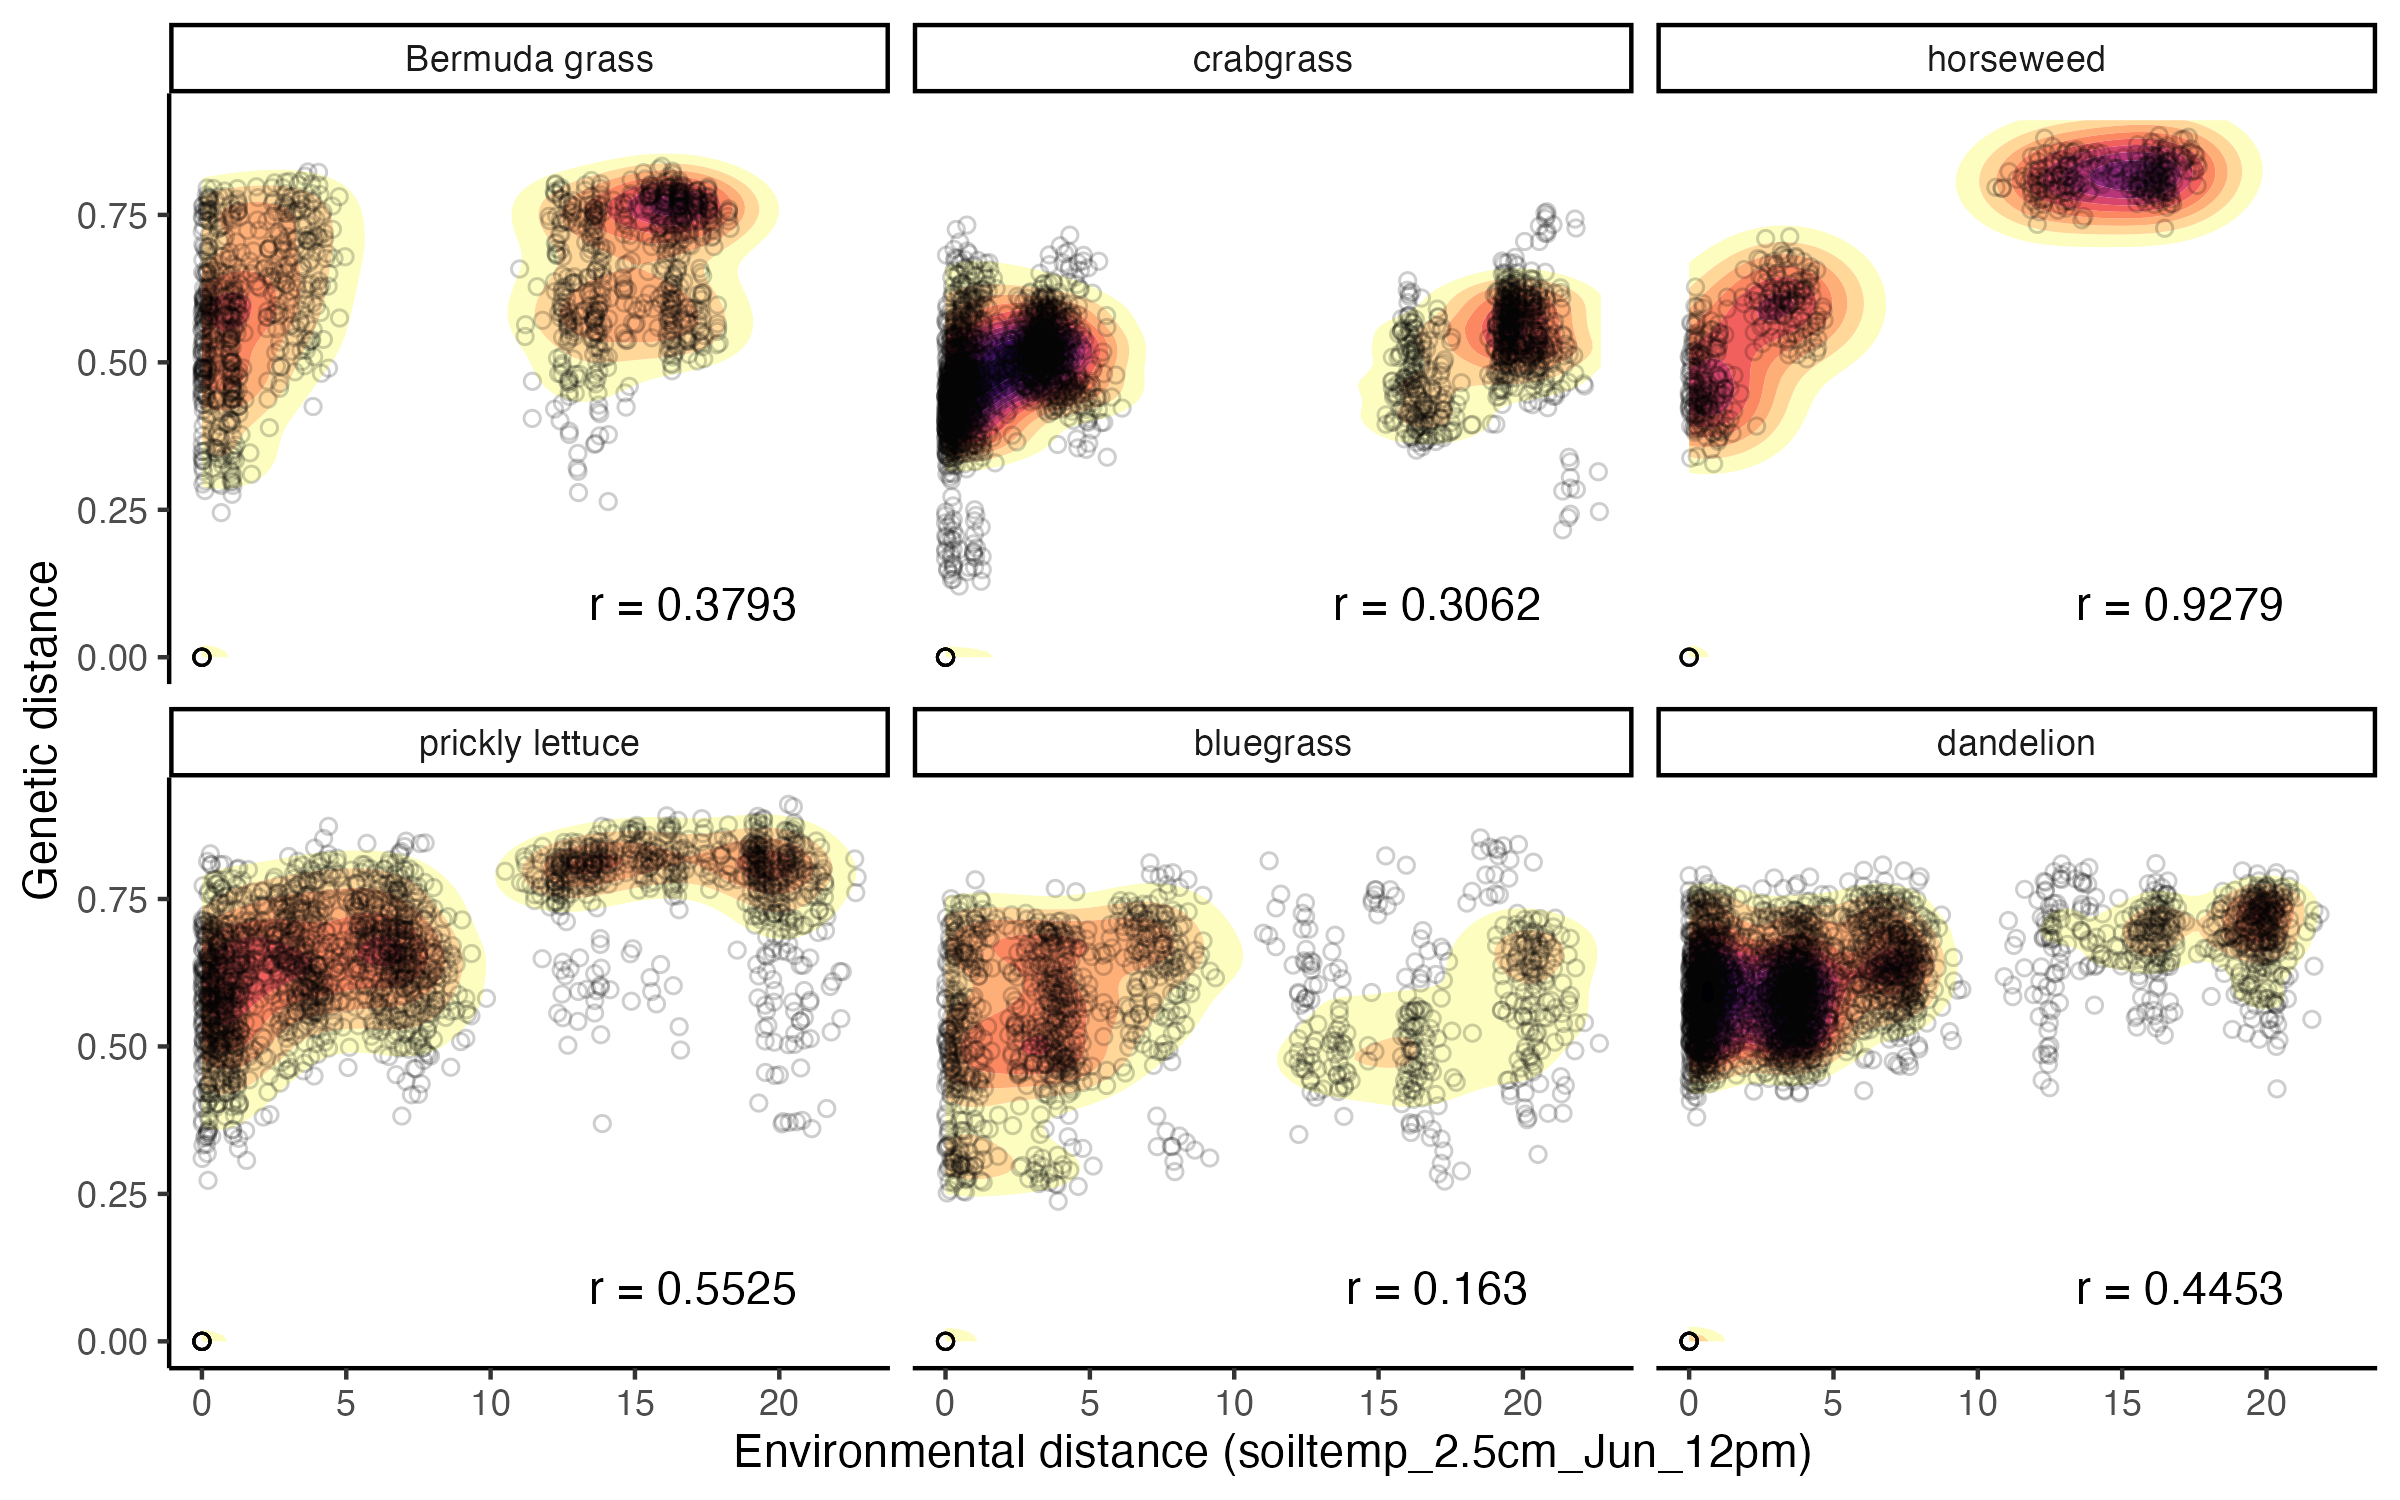 Bermuda grass
crabgrass
horseweed
0.75
0.50
0.25
0.00
r = 0.3793
r = 0.3062
r = 0.9279
Genetic distance
prickly lettuce
bluegrass
dandelion
0.75
0.50
0.25
0.00
r = 0.5525
r = 0.163
r = 0.4453
0 5 10 15 20
0 5 10 15 20
0 5 10 15 20
Environmental distance (soiltemp_2.5cm_Jun_12pm)